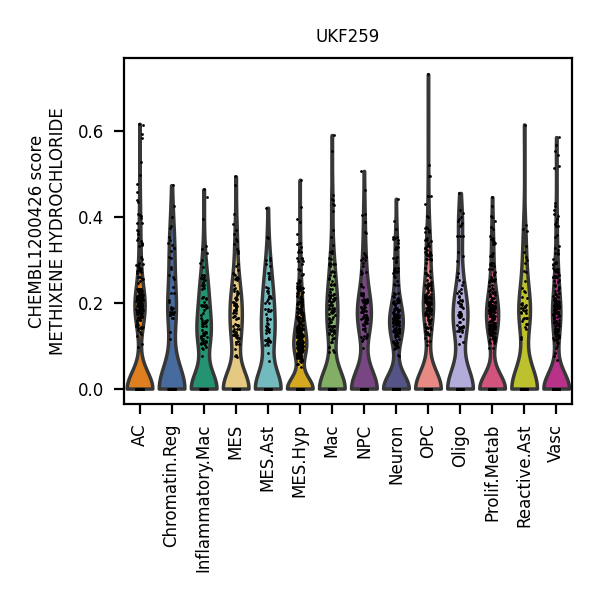 UKF259
CHEMBL1200426 score
METHIXENE HYDROCHLORIDE
0.6
0.4
0.2
0.0
AC
Chromatin.Reg
Inflammatory.Mac
MES
MES.Ast
MES.Hyp
Mac
NPC
Neuron
OPC
Oligo
Prolif.Metab
Reactive.Ast
Vasc